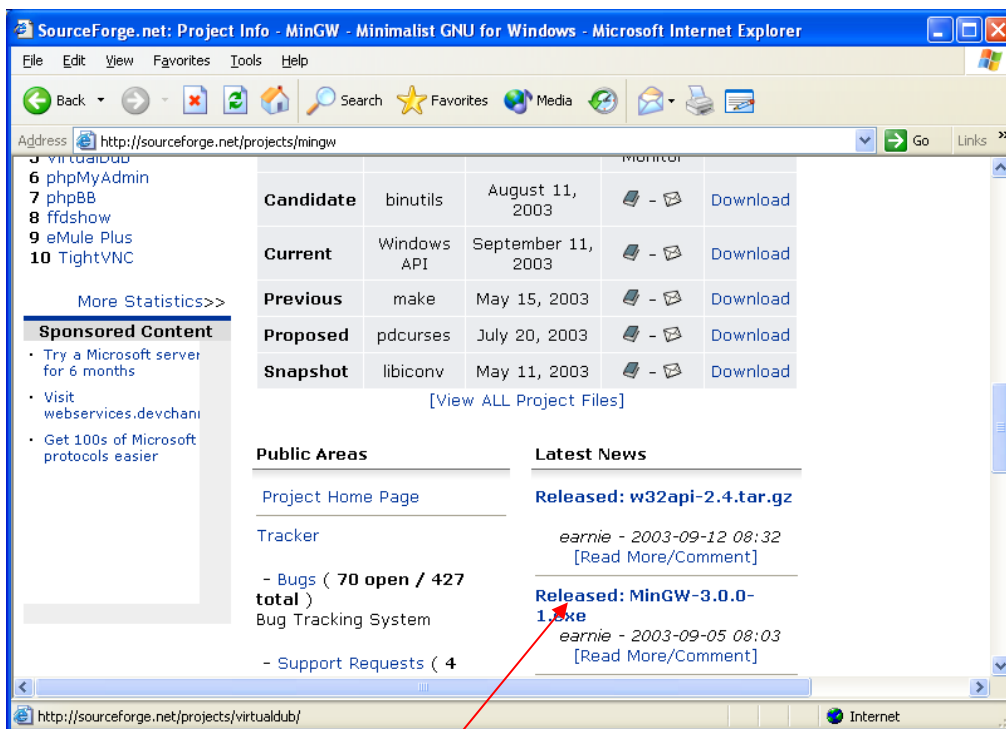 SourceForge.net: Project Info - MinGW - Minimalist GNU for Windows - Microsoft Internet Explorer
File Edit View Favorites Tools Help
Back Search Favorites Media
Address http://sourceforge.net/projects/mingw Go Links »
5 VirtualDub
6 phpMyAdmin
7 phpBB
8 ffdshow
9 eMule Plus
10 TightVNC
More Statistics>>
Sponsored Content
· Try a Microsoft server
for 6 months
· Visit
webservices.devchann
· Get 100s of Microsoft
protocols easier
Monitor
Candidate binutils August 11, 2003 - Download
Current Windows API September 11, 2003 - Download
Previous make May 15, 2003 - Download
Proposed pdcurses July 20, 2003 - Download
Snapshot libiconv May 11, 2003 - Download
[View ALL Project Files]
Public Areas
Project Home Page
Tracker
- Bugs ( 70 open / 427
total )
Bug Tracking System
- Support Requests ( 4
Latest News
Released: w32api-2.4.tar.gz
earnie - 2003-09-12 08:32
[Read More/Comment]
Released: MinGW-3.0.0-
1.exe
earnie - 2003-09-05 08:03
[Read More/Comment]
http://sourceforge.net/projects/virtualdub/ Internet